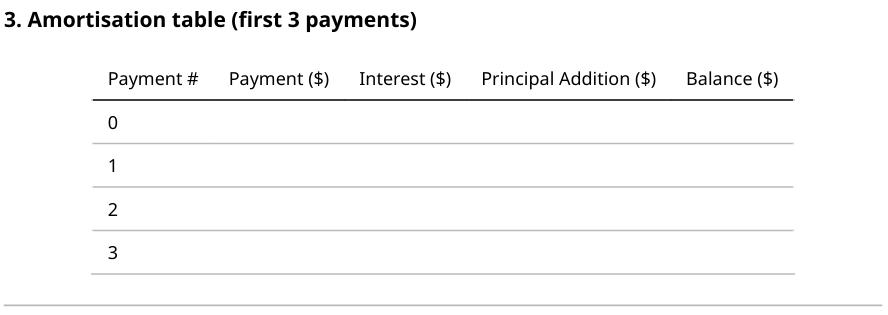 3. Amortisation table (first 3 payments)
Payment # Payment ($) Interest ($) Principal Addition ($) Balance ($)
0
1
2
3